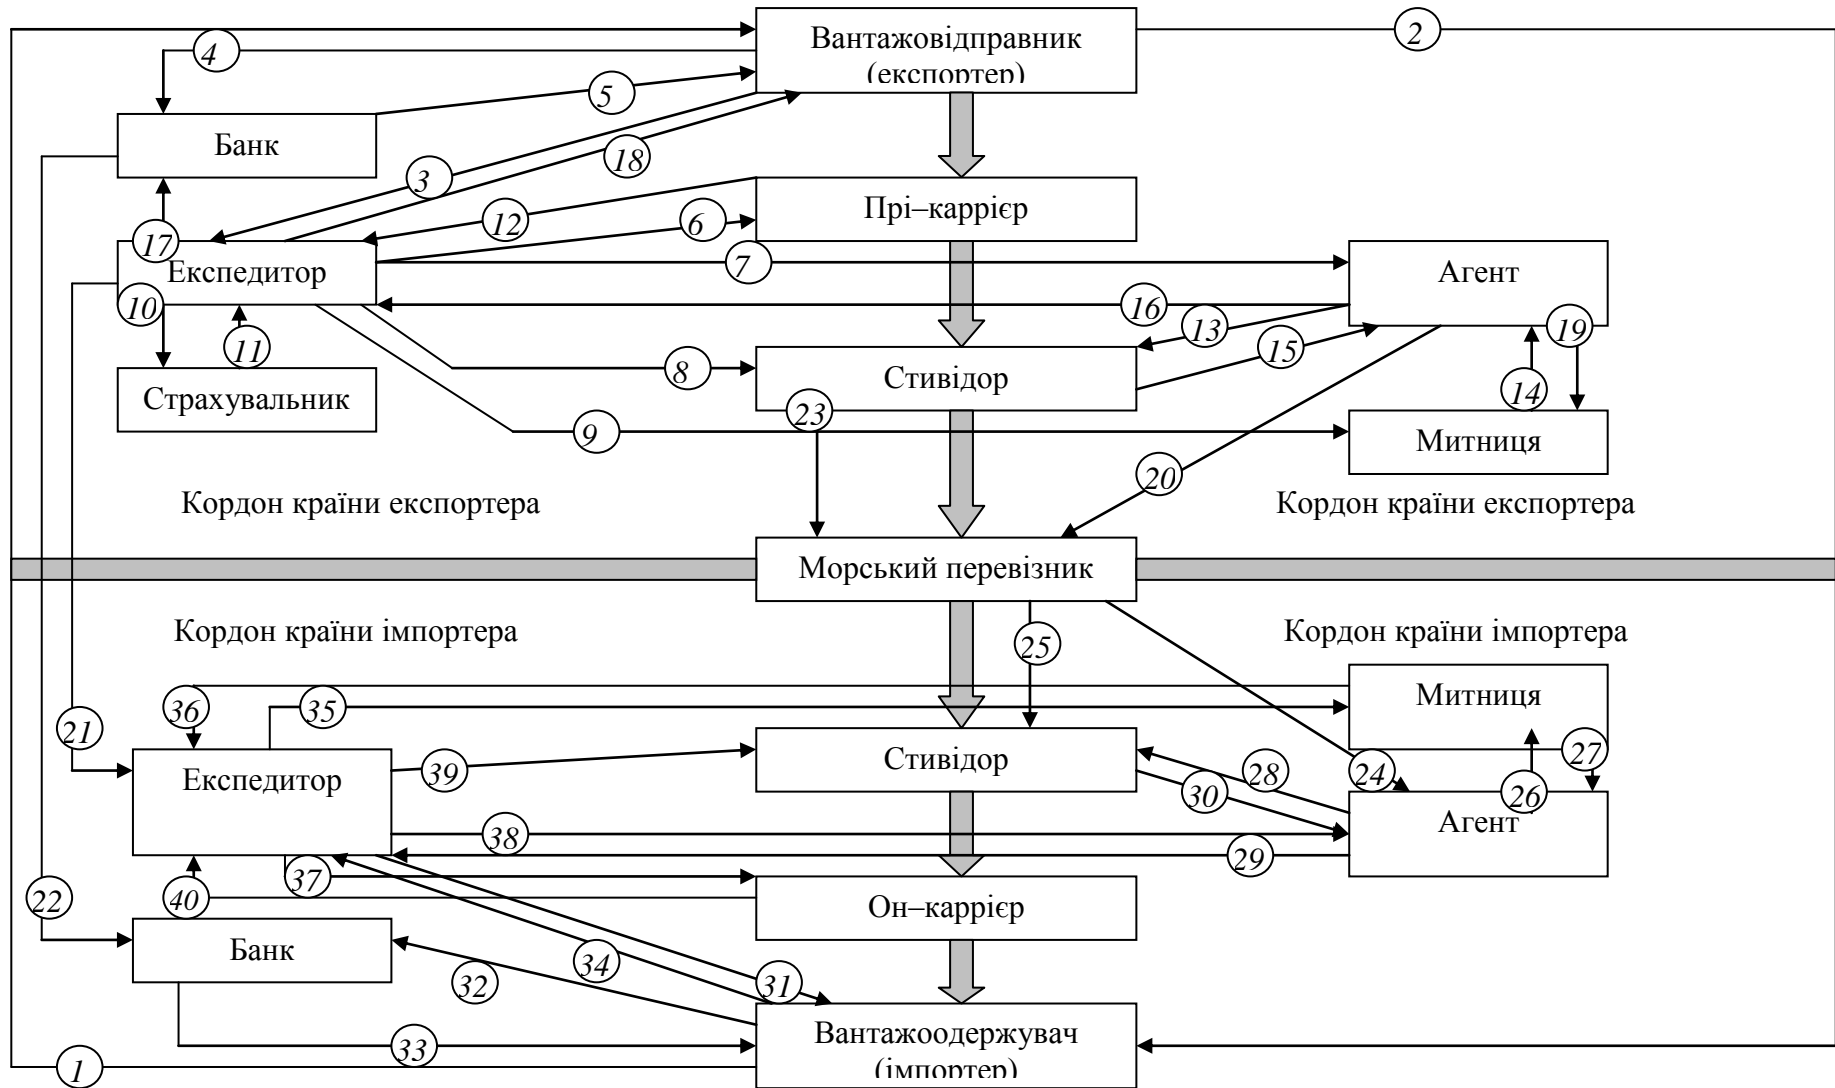 Вантажовідправник
(експортер)
2
4
5
Банк
3
18
12
6
Прі–каррієр
17
Експедитор
7
Агент
10
16
13
19
11
8
Стивідор
15
Страхувальник
23
14
9
Митниця
20
Кордон країни експортера
Кордон країни експортера
Морський перевізник
Кордон країни імпортера
Кордон країни імпортера
25
36
35
Митниця
21
39
Стивідор
28
24
27
Експедитор
30
26
Агент
38
29
37
22
40
Он–каррієр
Банк
32
34
31
33
Вантажоодержувач
(імпортер)
1